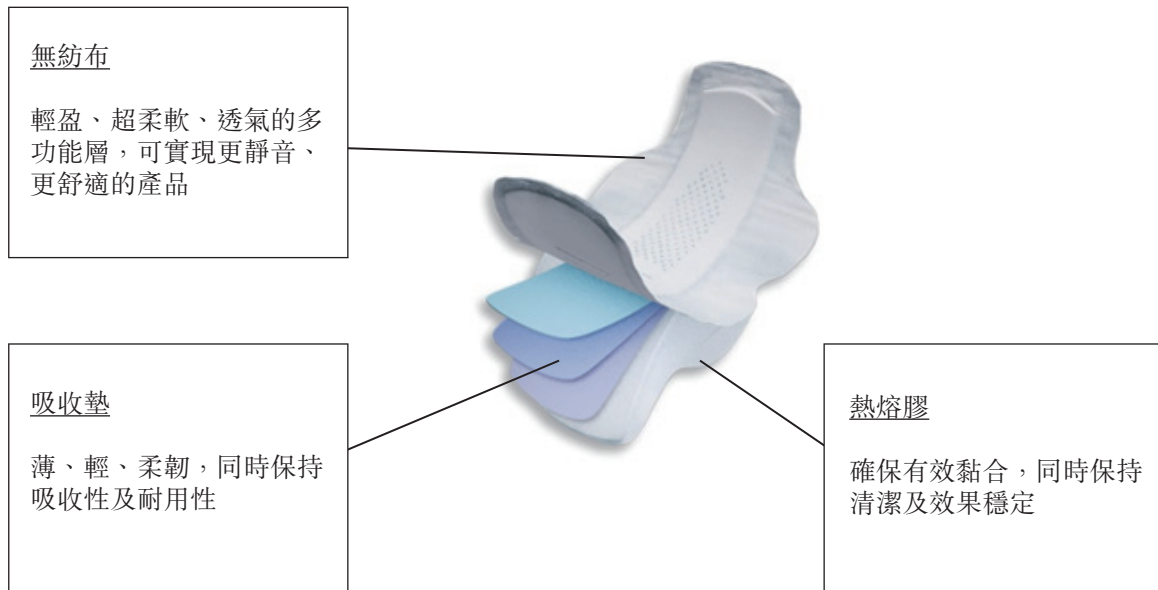 無紡布
輕盈、超柔軟、透氣的多
功能層，可實現更靜音、
更舒適的產品
吸收墊
薄、輕、柔韌，同時保持
吸收性及耐用性
熱熔膠
確保有效黏合，同時保持
清潔及效果穩定